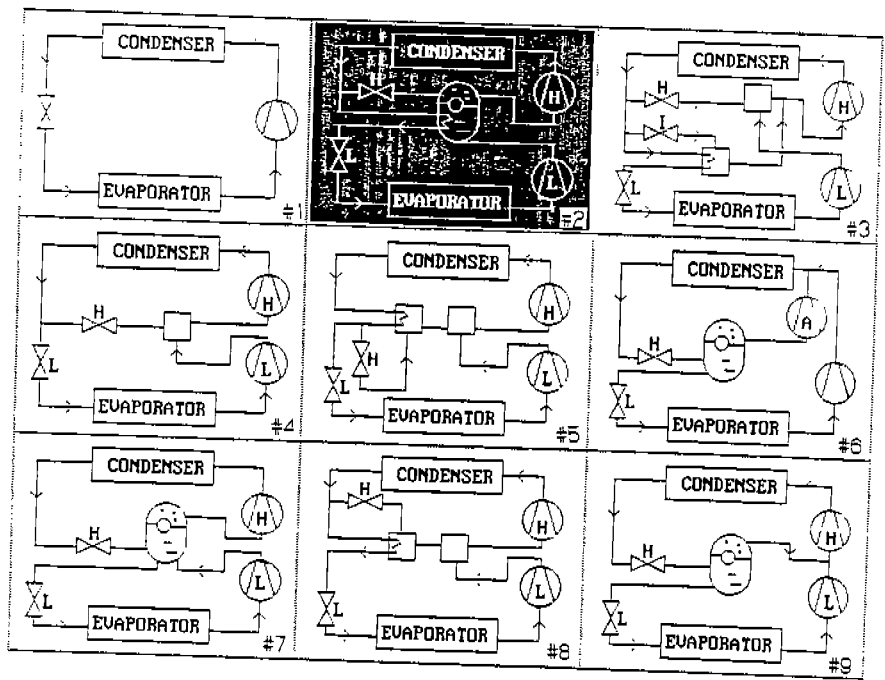 CONDENSER
EVAPORATOR
#1
CONDENSER
H
H
L
L
EVAPORATOR
#2
CONDENSER
H
H
I
L
L
EVAPORATOR
#3
CONDENSER
H
H
L
L
EVAPORATOR
#4
CONDENSER
H
H
L
L
EVAPORATOR
#5
CONDENSER
A
H
L
EVAPORATOR
#6
CONDENSER
H
H
L
L
EVAPORATOR
#7
CONDENSER
H
H
L
L
EVAPORATOR
#8
CONDENSER
H
H
L
L
EVAPORATOR
#9